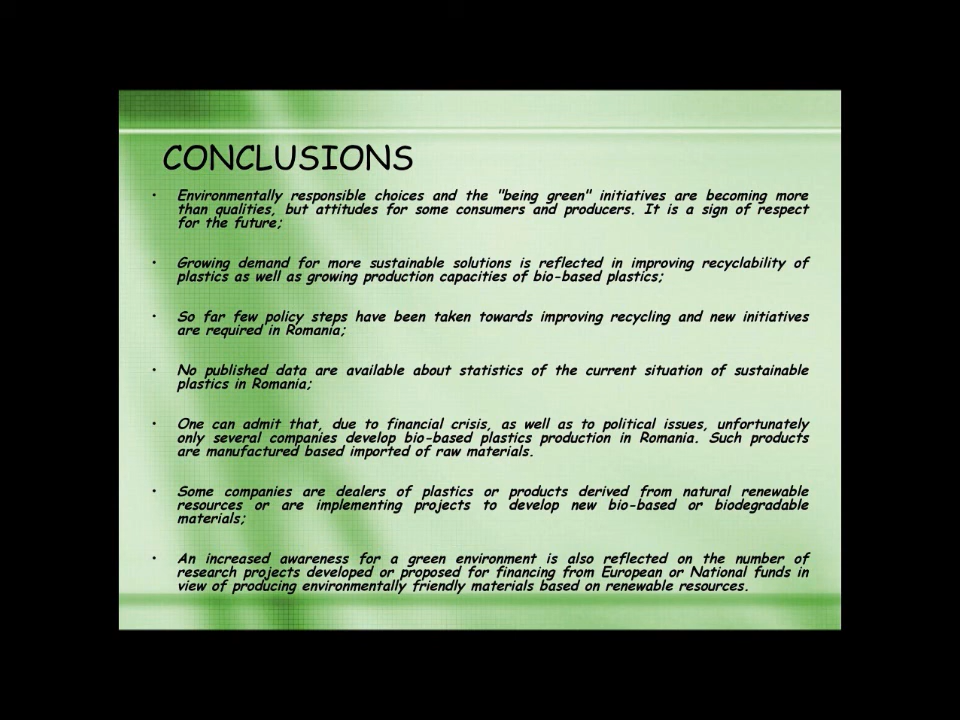 CONCLUSIONS
• Environmentally responsible choices and the "being green" initiatives are becoming more
than qualities, but attitudes for some consumers and producers. It is a sign of respect
for the future;
• Growing demand for more sustainable solutions is reflected in improving recyclability of
plastics as well as growing production capacities of bio-based plastics;
• So far few policy steps have been taken towards improving recycling and new initiatives
are required in Romania;
• No published data are available about statistics of the current situation of sustainable
plastics in Romania;
• One can admit that, due to financial crisis, as well as to political issues, unfortunately
only several companies develop bio-based plastics production in Romania. Such products
are manufactured based imported of raw materials.
• Some companies are dealers of plastics or products derived from natural renewable
resources or are implementing projects to develop new bio-based or biodegradable
materials;
• An increased awareness for a green environment is also reflected on the number of
research projects developed or proposed for financing from European or National funds in
view of producing environmentally friendly materials based on renewable resources.